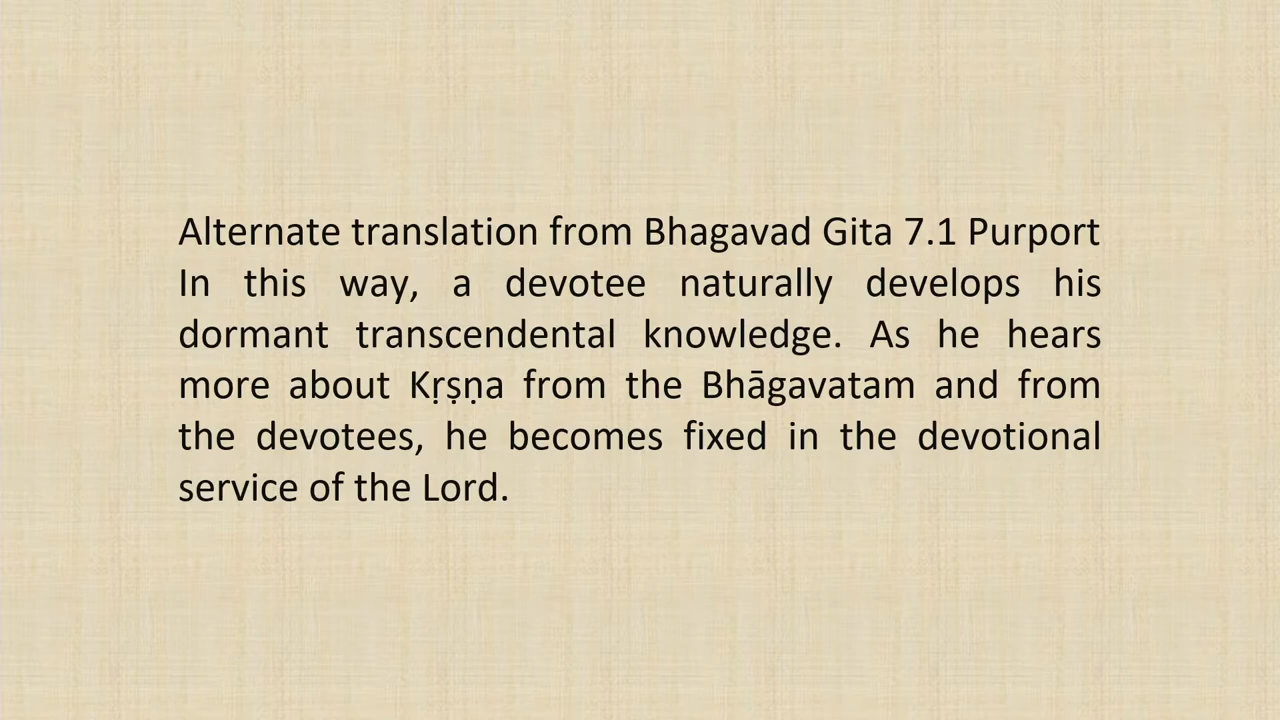 Alternate translation from Bhagavad Gita 7.1 Purport
In this way, a devotee naturally develops his
dormant transcendental knowledge. As he hears
more about Kṛṣṇa from the Bhāgavatam and from
the devotees, he becomes fixed in the devotional
service of the Lord.